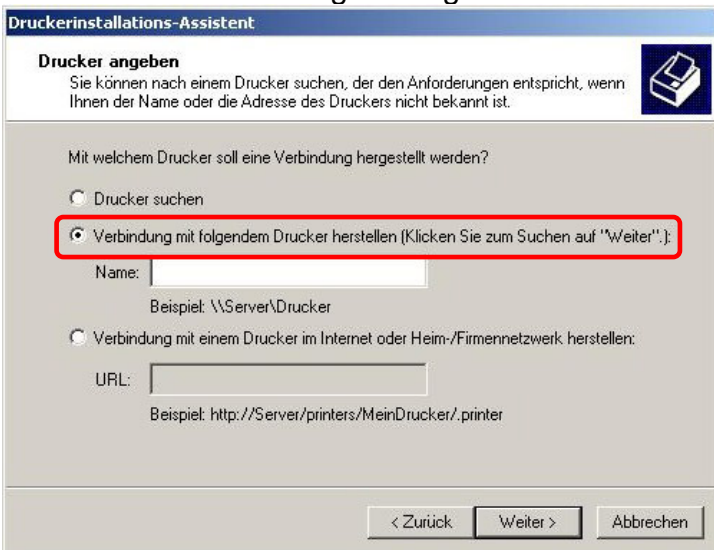 Druckerinstallations-Assistent
Drucker angeben
Sie können nach einem Drucker suchen, der den Anforderungen entspricht, wenn
Ihnen der Name oder die Adresse des Druckers nicht bekannt ist.
Mit welchem Drucker soll eine Verbindung hergestellt werden?
Drucker suchen
Verbindung mit folgendem Drucker herstellen (Klicken Sie zum Suchen auf "Weiter".):
Name:
Beispiel: \\Server\Drucker
Verbindung mit einem Drucker im Internet oder Heim-/Firmennetzwerk herstellen:
URL:
Beispiel: http://Server/printers/MeinDrucker/.printer
< Zurück Weiter > Abbrechen